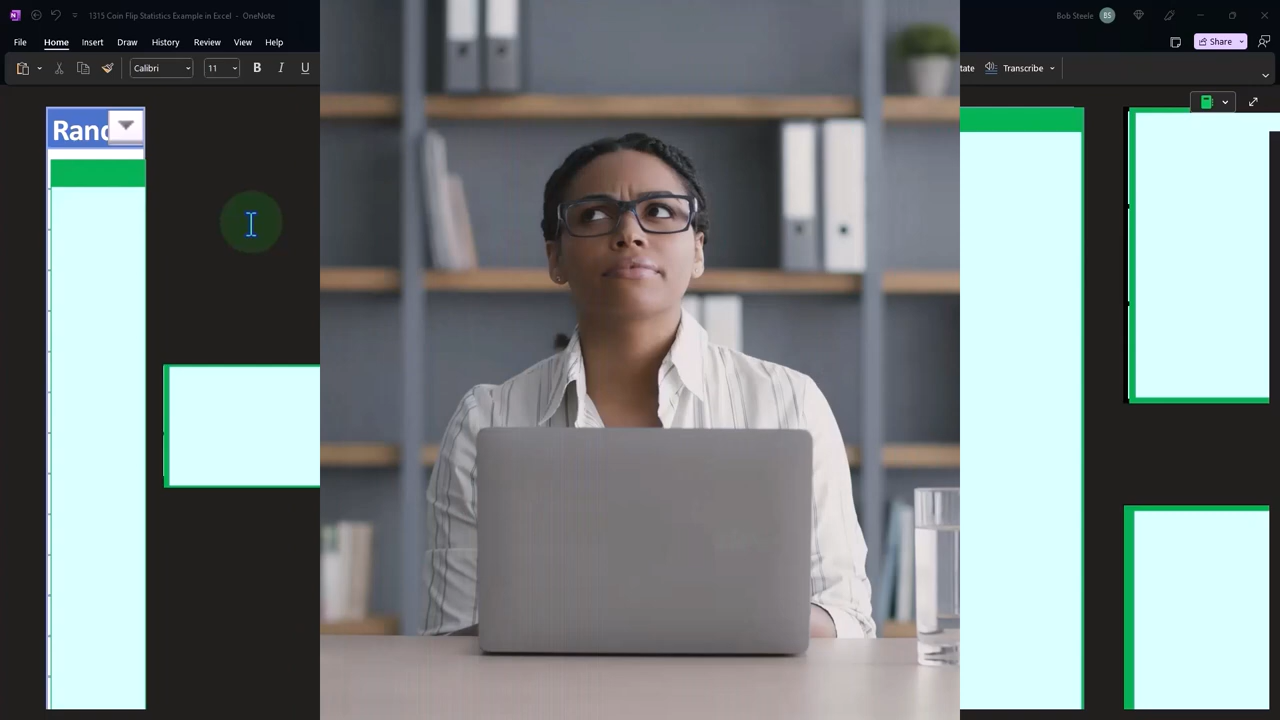 1315 Coin Flip Statistics Example in Excel - OneNote
Bob Steele BS
File Home Insert Draw History Review View Help
Share
Calibri 11 B I U
tate Transcribe
Rand